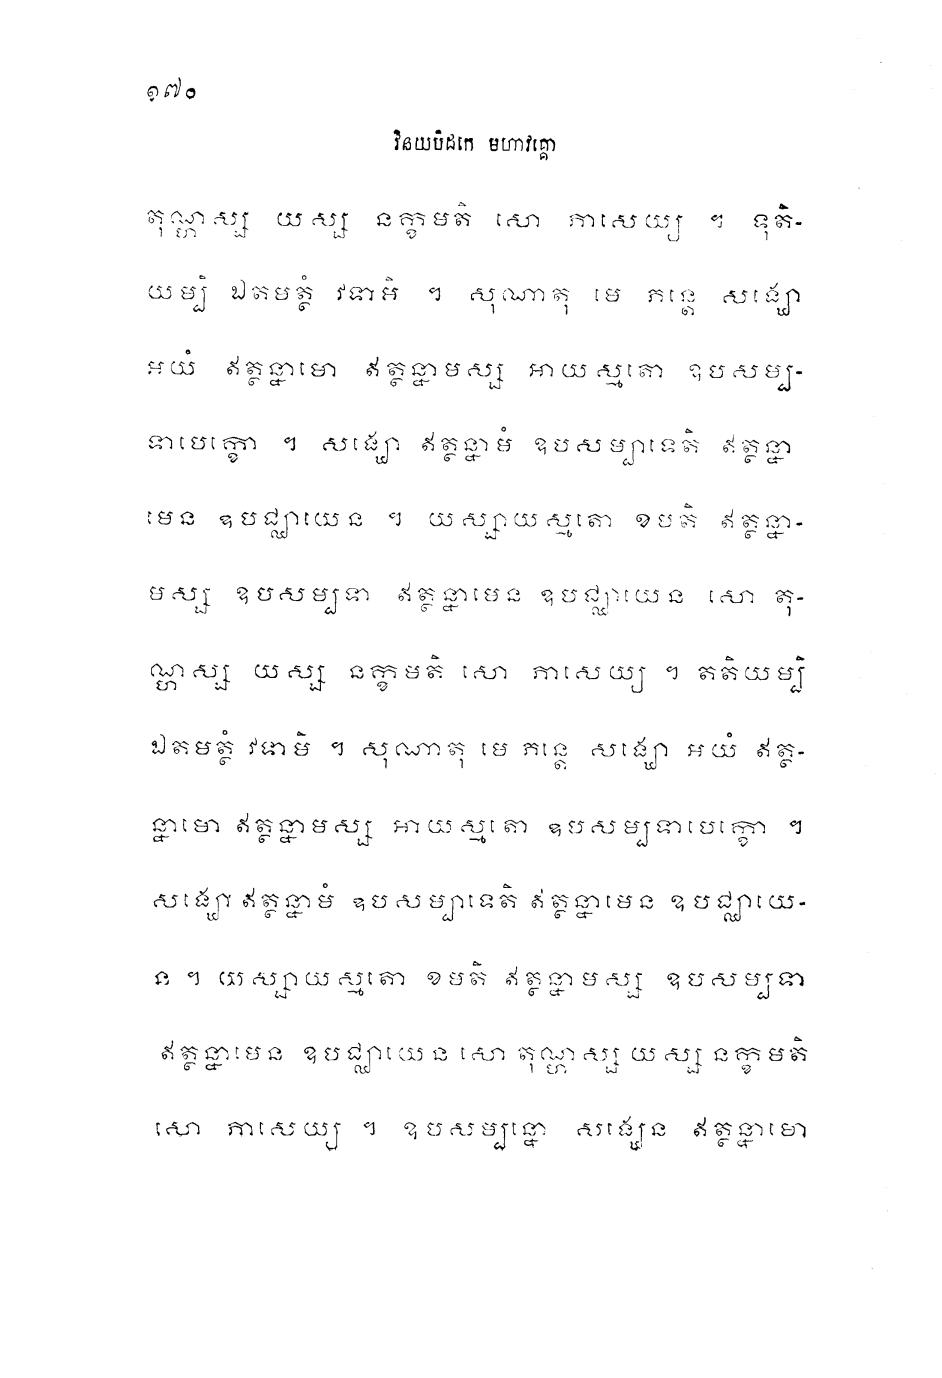 ១៧០
វិនយបិដកេ មហាវគ្គោ
តុណ្ហស្ស យស្ស នក្ខមតិ សោ ភាសេយ្យ ។ ទុតិ-
យម្បិ ឯតមត្ថំ វទាមិ ។ សុណាតុ មេ ភន្តេ សង្ឃោ
អយំ ឥត្ថន្នាមោ ឥត្ថន្នាមស្ស អាយស្មតោ ឧបសម្ប-
ទាបេក្ខោ ។ សង្ឃោ ឥត្ថន្នាមំ ឧបសម្បាទេតិ ឥត្ថន្នា
មេន ឧបជ្ឈាយេន ។ យស្សាយស្មតោ ខមតិ ឥត្ថន្នា-
មស្ស ឧបសម្បទា ឥត្ថន្នាមេន ឧបជ្ឈាយេន សោ តុ-
ណ្ហស្ស យស្ស នក្ខមតិ សោ ភាសេយ្យ ។ តតិយម្បិ
ឯតមត្ថំ វទាមិ ។ សុណាតុ មេ ភន្តេ សង្ឃោ អយំ ឥត្ថ-
ន្នាមោ ឥត្ថន្នាមស្ស អាយស្មតោ ឧបសម្បទាបេក្ខោ ។
សង្ឃោ ឥត្ថន្នាមំ ឧបសម្បាទេតិ ឥត្ថន្នាមេន ឧបជ្ឈាយេ-
ន ។ យស្សាយស្មតោ ខមតិ ឥត្ថន្នាមស្ស ឧបសម្បទា
ឥត្ថន្នាមេន ឧបជ្ឈាយេន សោ តុណ្ហស្ស យស្ស នក្ខមតិ
សោ ភាសេយ្យ ។ ឧបសម្បន្នោ សង្ឃេន ឥត្ថន្នាមោ